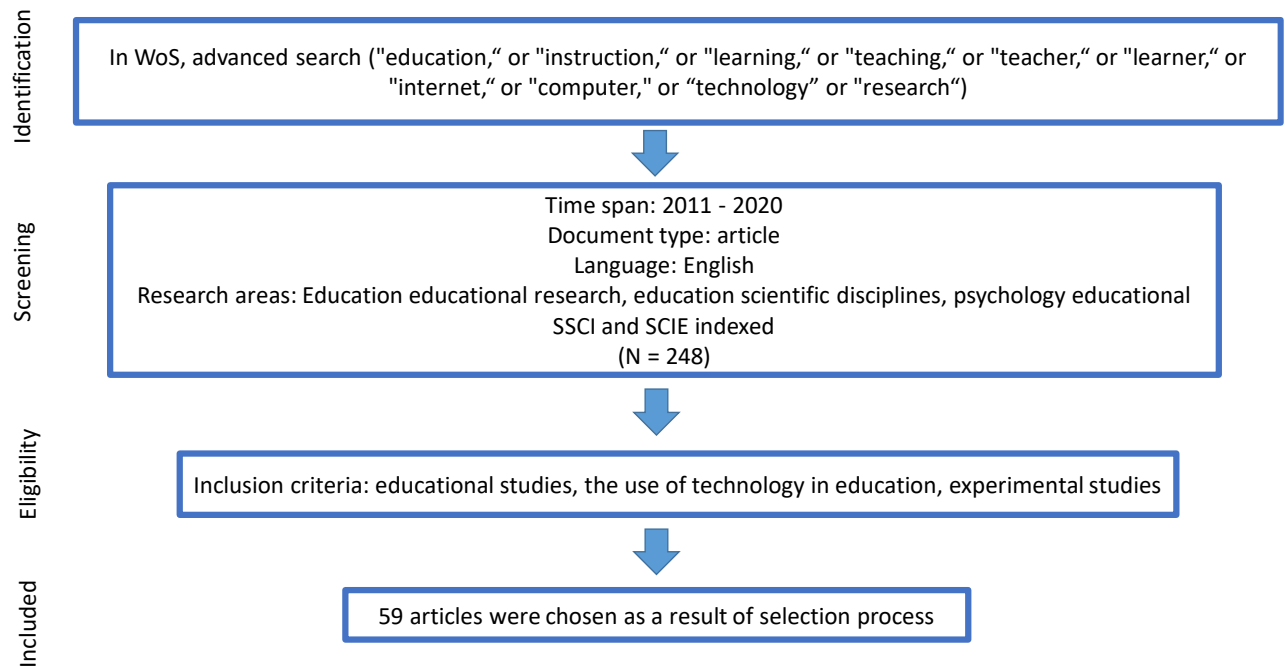 Identification
In WoS, advanced search ("education,“ or "instruction,“ or "learning,“ or "teaching,“ or "teacher,“ or "learner,“ or
"internet,“ or "computer," or “technology” or "research“)
Screening
Time span: 2011 - 2020
Document type: article
Language: English
Research areas: Education educational research, education scientific disciplines, psychology educational
SSCI and SCIE indexed
(N = 248)
Eligibility
Inclusion criteria: educational studies, the use of technology in education, experimental studies
Included
59 articles were chosen as a result of selection process